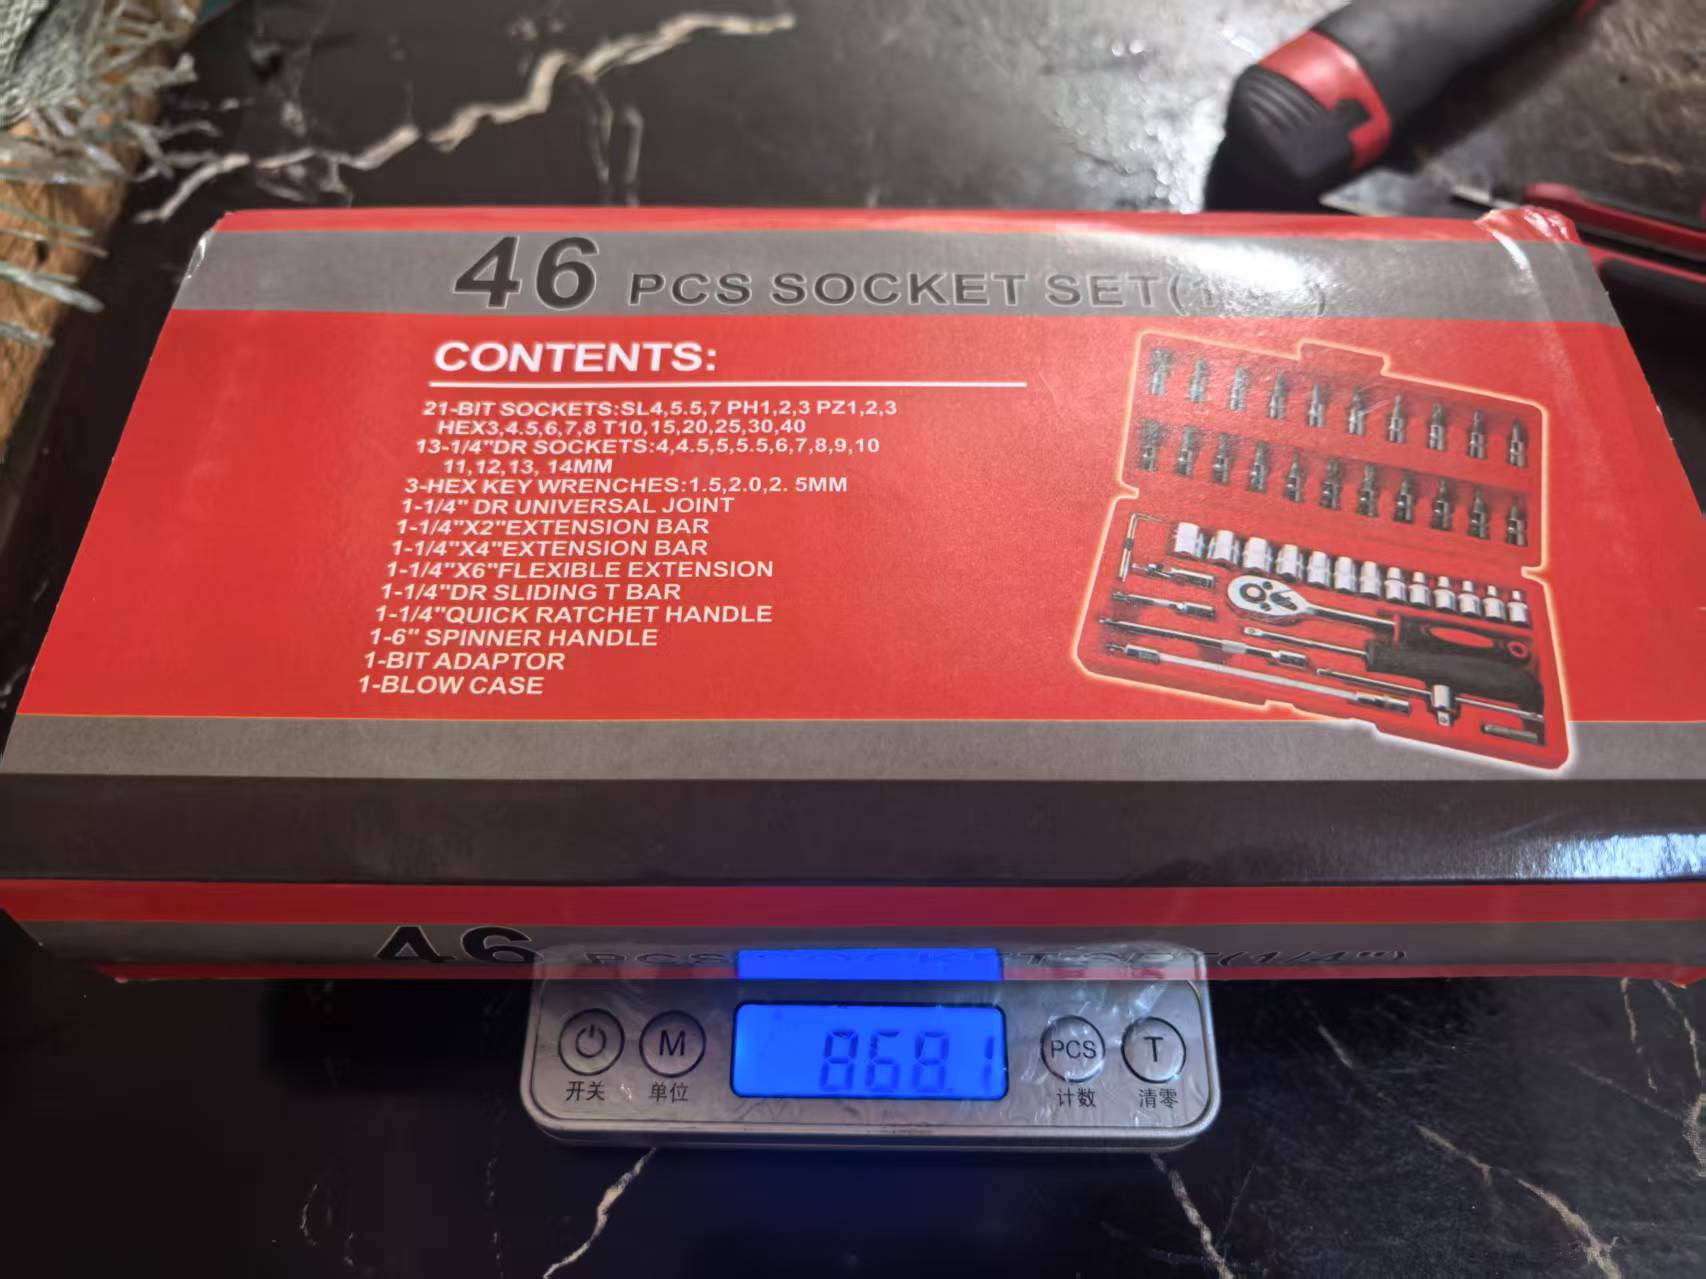 46 PCS SOCKET SET(
CONTENTS:
21-BIT SOCKETS:SL4,5.5,7 PH1,2,3 PZ1,2,3
HEX3,4.5,6,7,8 T10,15,20,25,30,40
13-1/4"DR SOCKETS:4,4.5,5,5.5,6,7,8,9,10
11,12,13, 14MM
3-HEX KEY WRENCHES:1.5,2.0,2. 5MM
1-1/4" DR UNIVERSAL JOINT
1-1/4"X2"EXTENSION BAR
1-1/4"X4"EXTENSION BAR
1-1/4"X6"FLEXIBLE EXTENSION
1-1/4"DR SLIDING T BAR
1-1/4"QUICK RATCHET HANDLE
1-6" SPINNER HANDLE
1-BIT ADAPTOR
1-BLOW CASE
46 PCS SOCKET SET(1/4")
M 868.1 PCS T
开关 单位 计数 清零